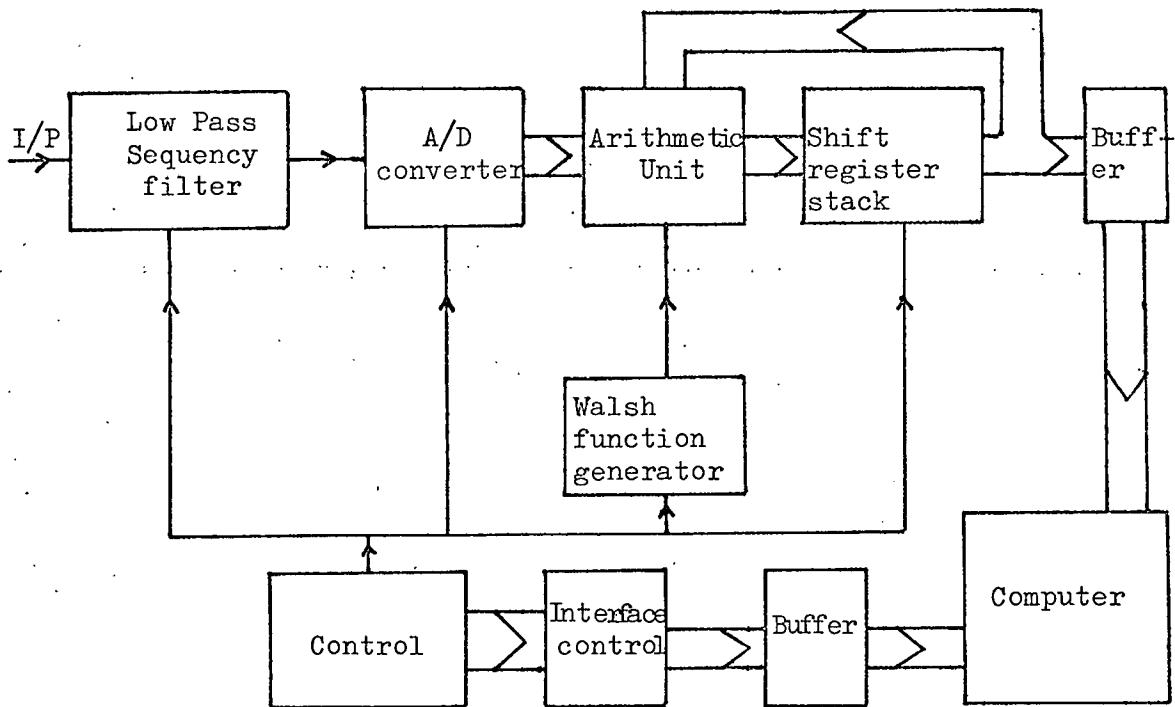 I/P
Low Pass
Sequency
filter
A/D
converter
Arithmetic
Unit
Shift
register
stack
Buff-
er
Walsh
function
generator
Control
Interface
control
Buffer
Computer